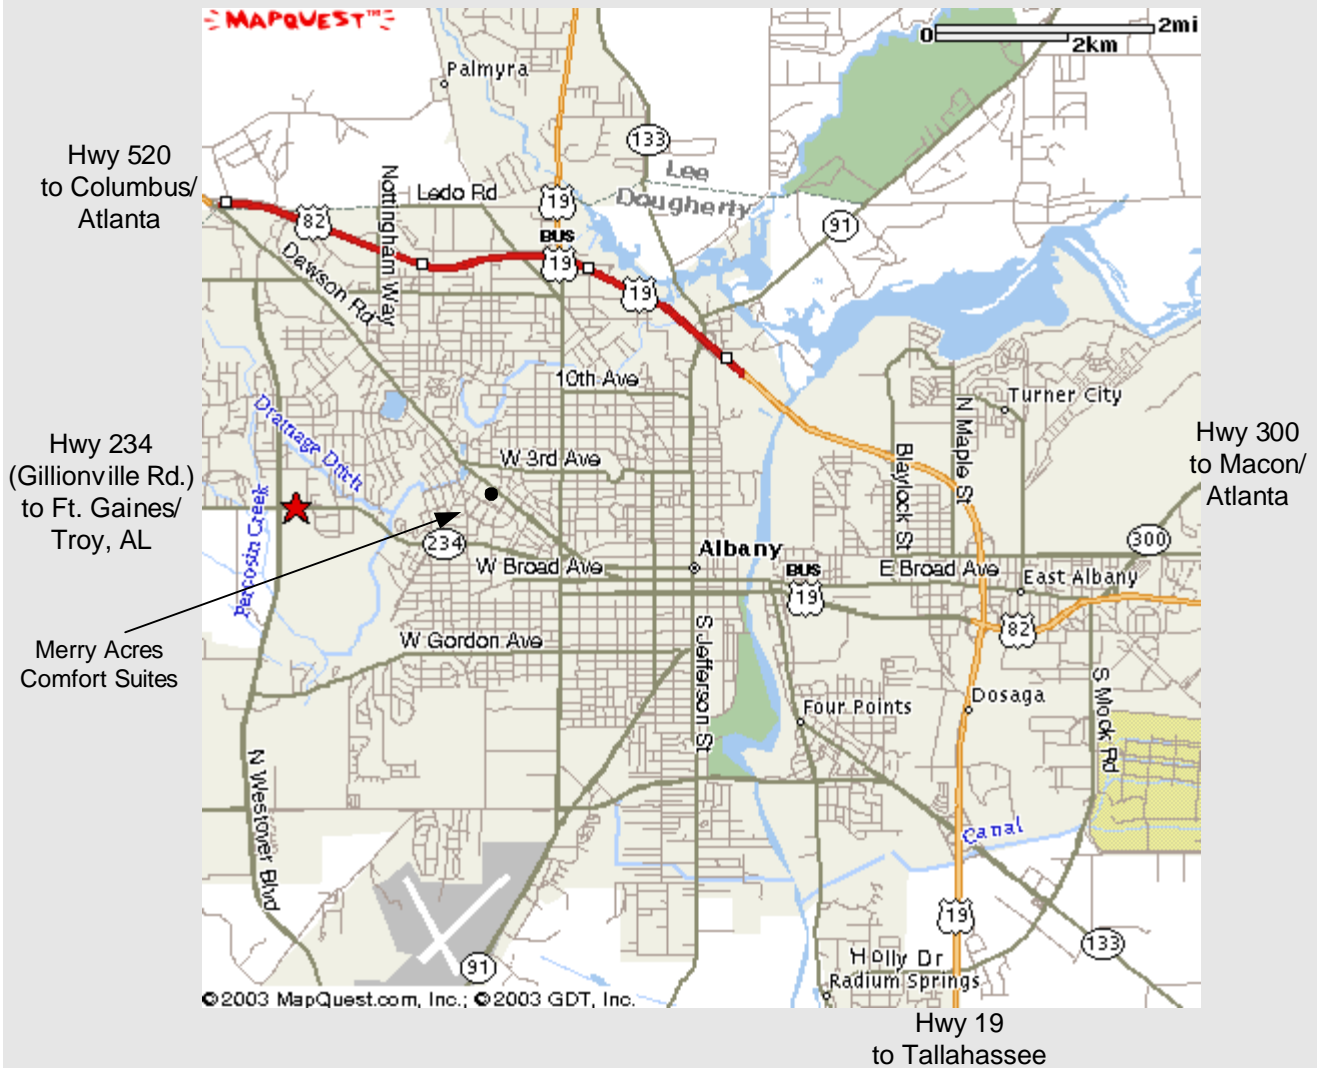 MAPQUEST™
0
2mi
2km
Palmyra
133
Hwy 520
to Columbus/
Atlanta
Lee
Dougherty
Nottingham Way
Ledo Rd
19
BUS
19
82
91
19
Dawson Rd
10th Ave
Turner City
N Maple St
Blaylock St
Hwy 300
to Macon/
Atlanta
Drainage Ditch
Hwy 234
(Gillionville Rd.)
to Ft. Gaines/
Troy, AL
Percosin Creek
W 3rd Ave
234
Albany
300
W Broad Ave
BUS
19
E Broad Ave
East Albany
82
Merry Acres
Comfort Suites
W Gordon Ave
S Jefferson St
S Mock Rd
Four Points
Dosaga
N Westover Blvd
Canal
19
133
91
Holly Dr
Radium Springs
©2003 MapQuest.com, Inc.; ©2003 GDT, Inc.
Hwy 19
to Tallahassee